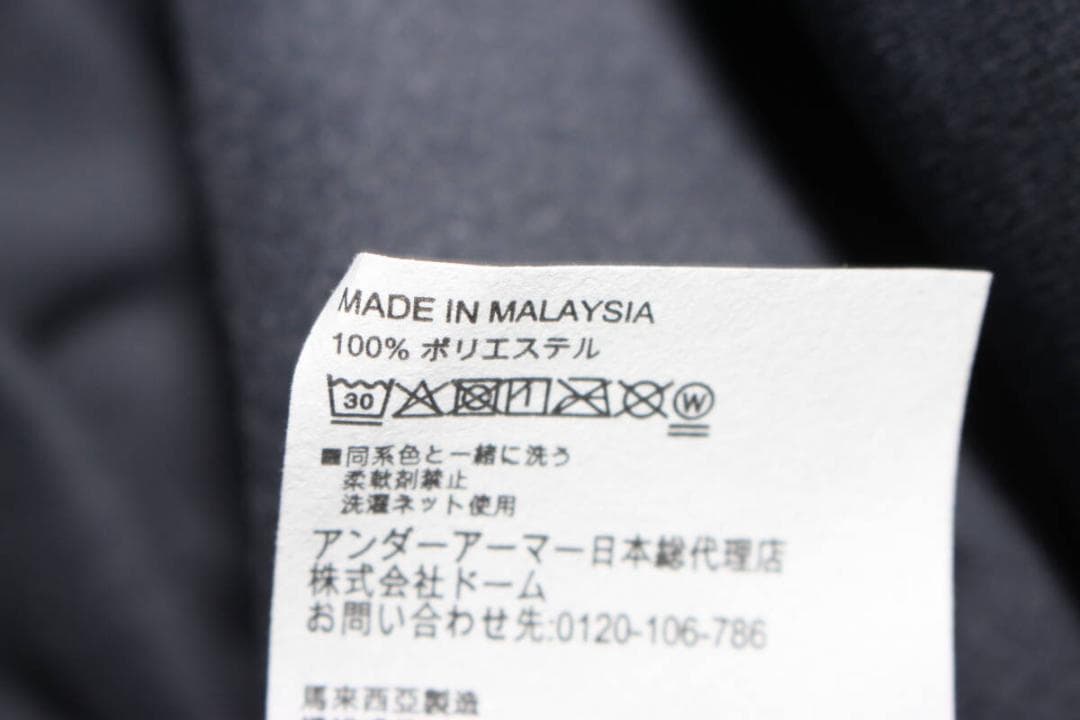 MADE IN MALAYSIA
100% ポリエステル
30 W
■同系色と一緒に洗う
柔軟剤禁止
洗濯ネット使用
アンダーアーマー日本総代理店
株式会社ドーム
お問い合わせ先:0120-106-786
馬来西亞製造